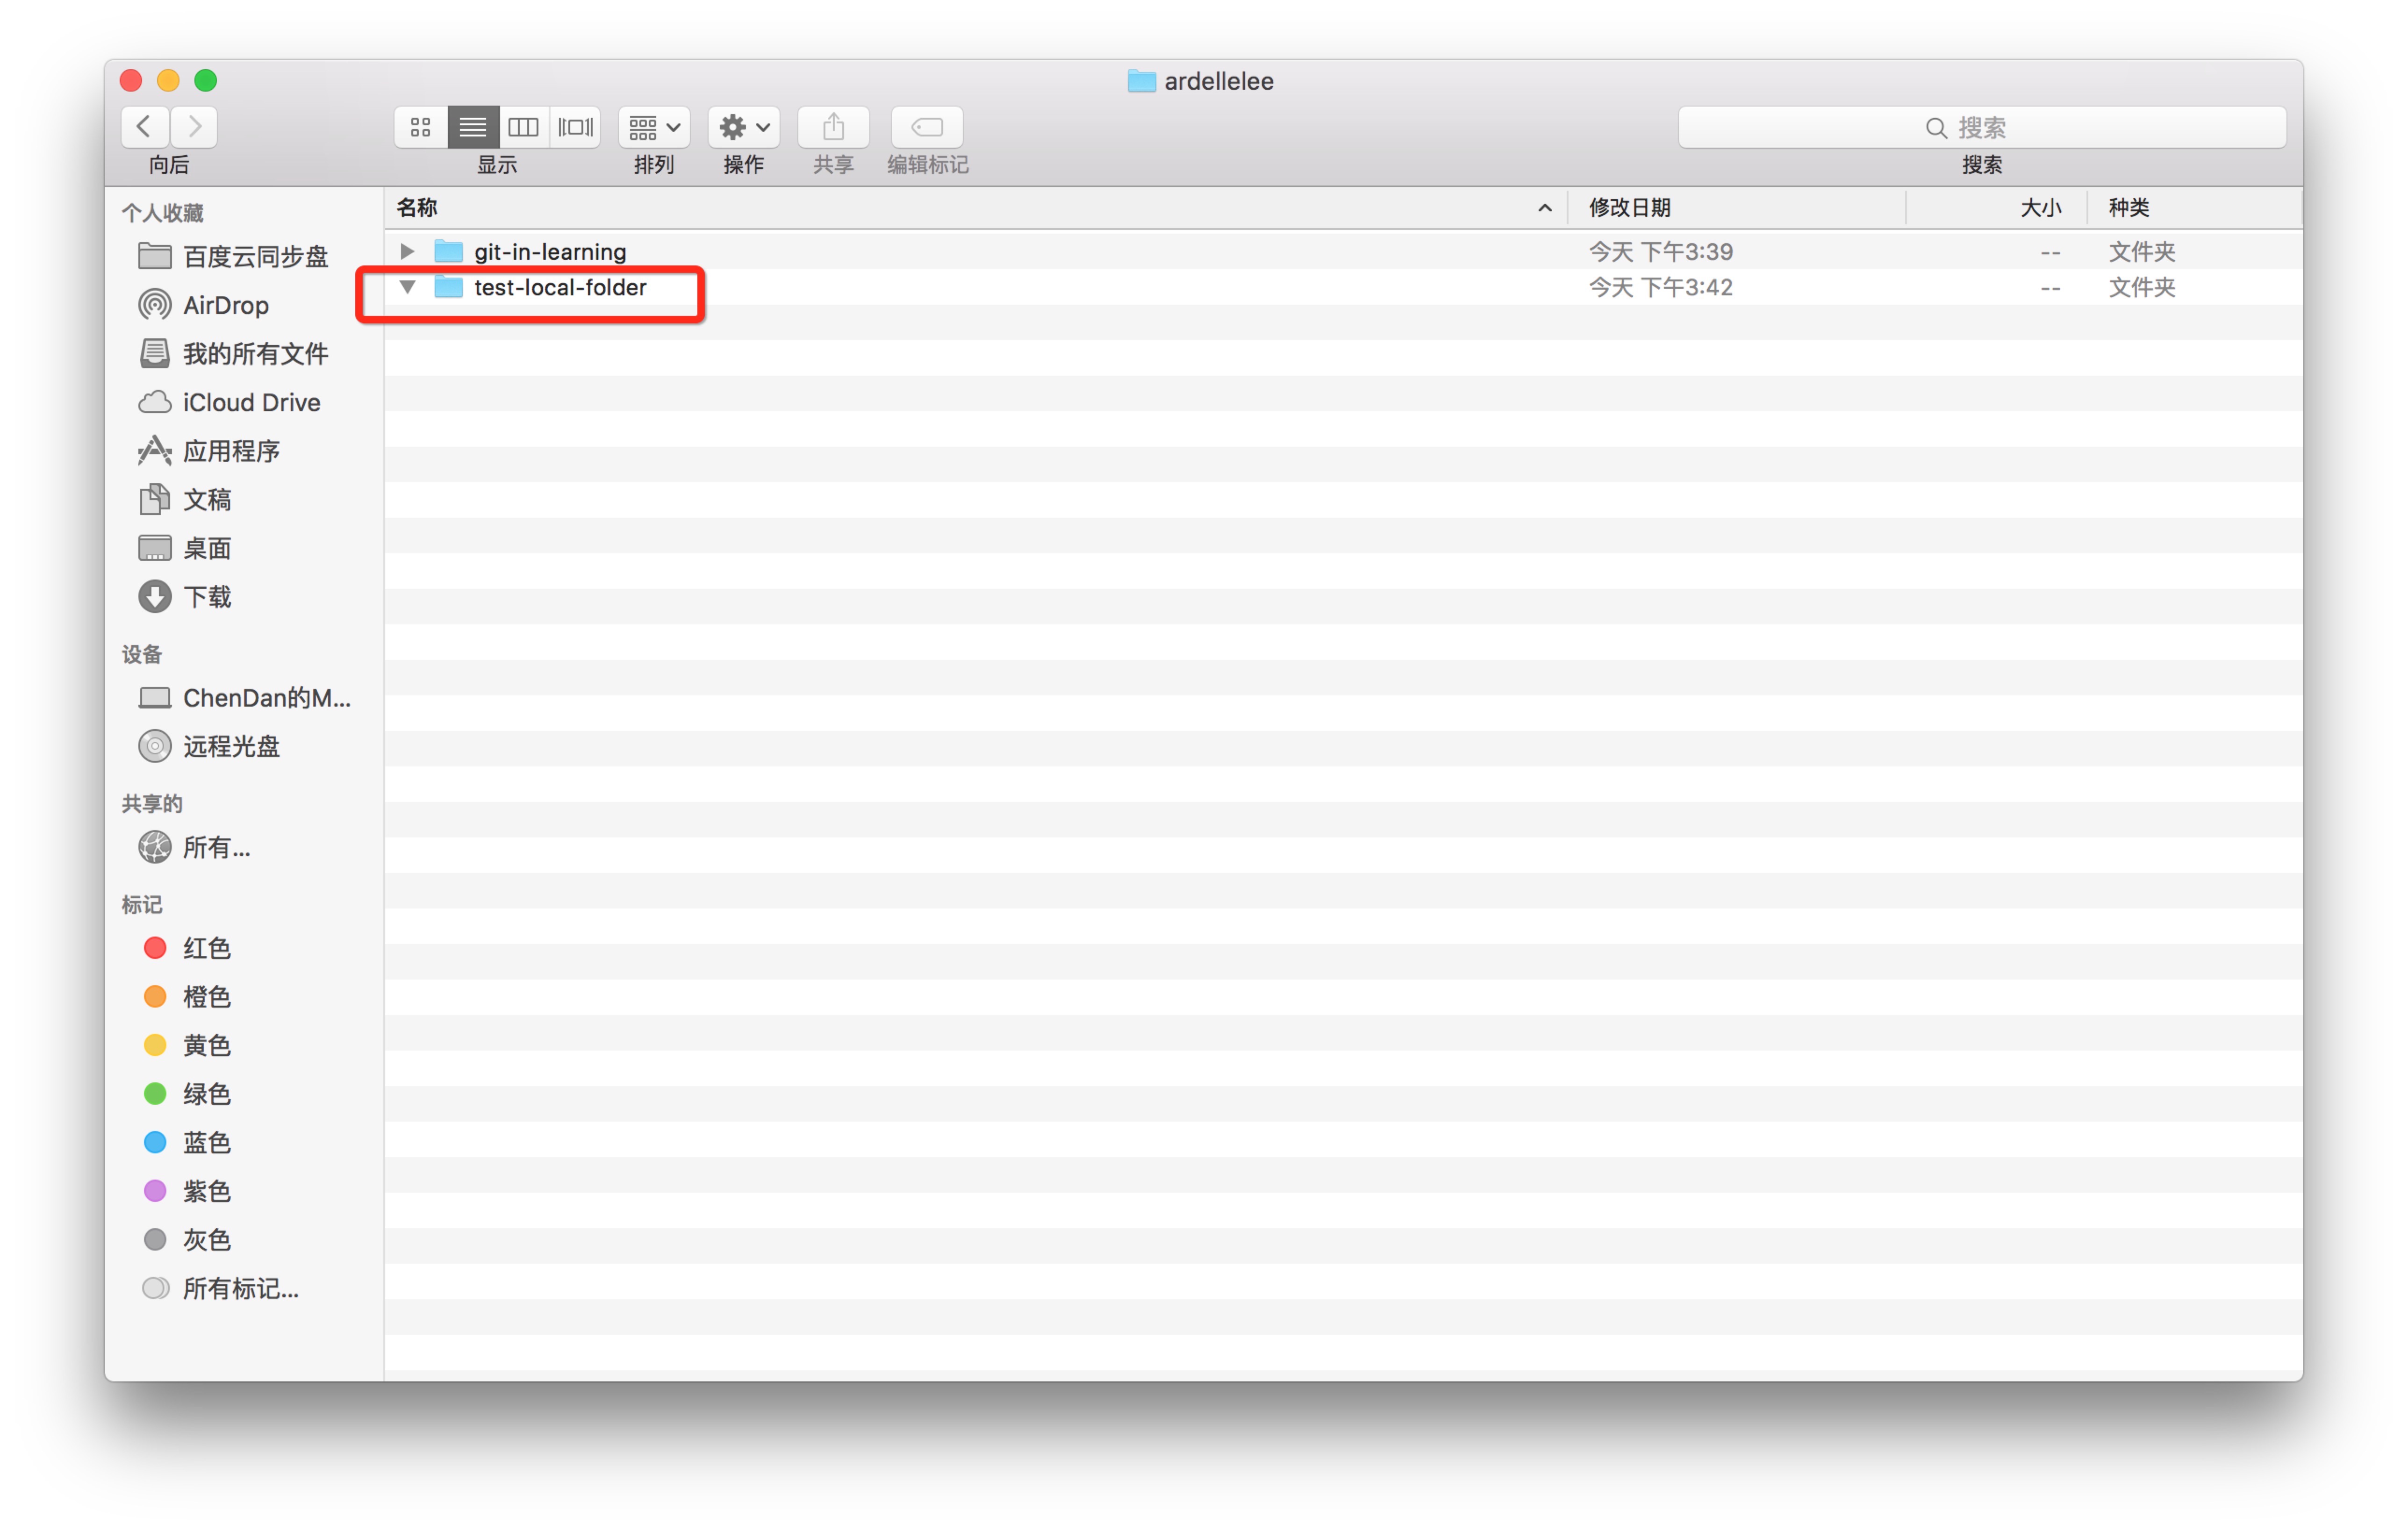 ardellelee
搜索
向后
显示
排列
操作
共享
编辑标记
搜索
个人收藏
百度云同步盘
AirDrop
我的所有文件
iCloud Drive
应用程序
文稿
桌面
下载
设备
ChenDan的M...
远程光盘
共享的
所有...
标记
红色
橙色
黄色
绿色
蓝色
紫色
灰色
所有标记...
名称 修改日期 大小 种类
git-in-learning 今天 下午3:39 -- 文件夹
test-local-folder 今天 下午3:42 -- 文件夹